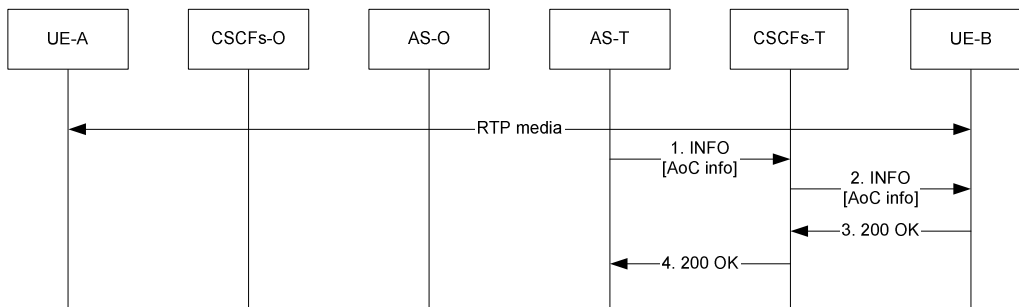 UE-A
CSCFs-O
AS-O
AS-T
CSCFs-T
UE-B
RTP media
1. INFO
[AoC info]
2. INFO
[AoC info]
3. 200 OK
4. 200 OK